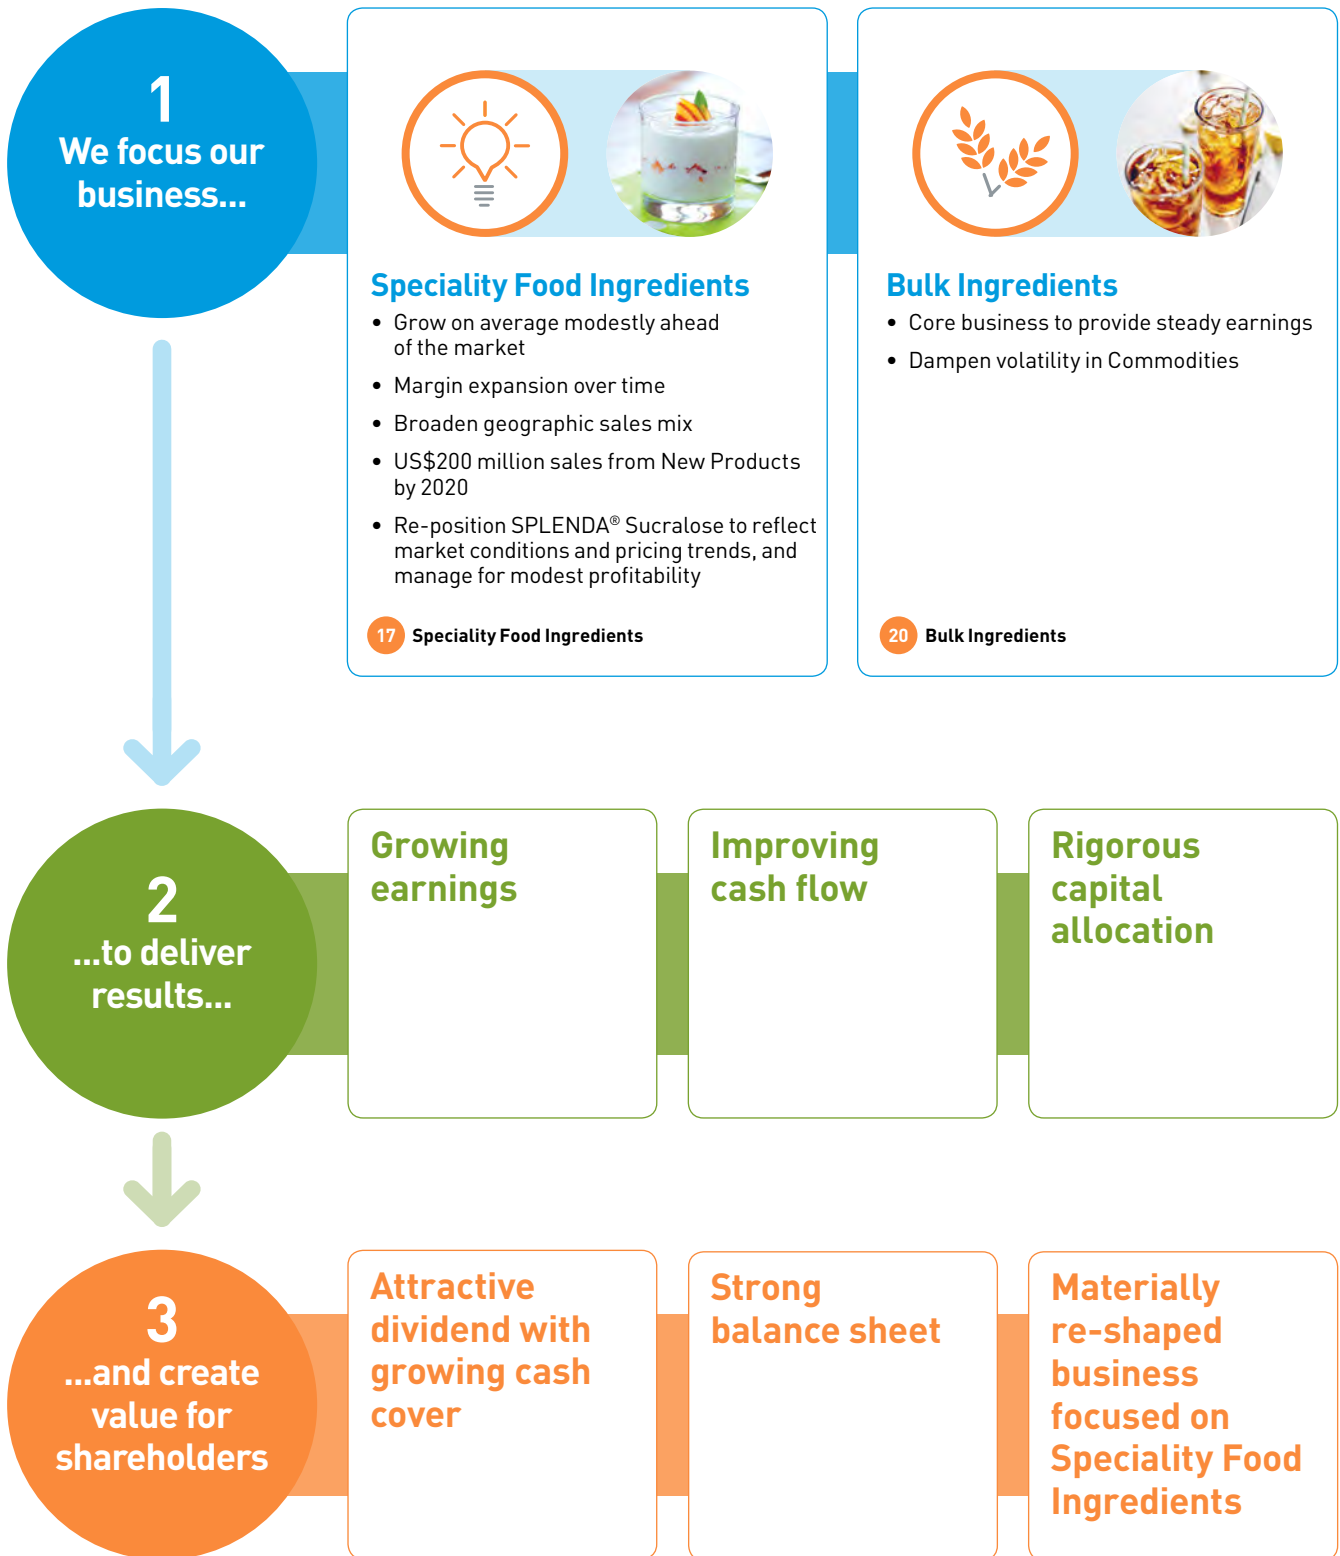 1
We focus our
business...
Speciality Food Ingredients
• Grow on average modestly ahead
of the market
• Margin expansion over time
• Broaden geographic sales mix
• US$200 million sales from New Products
by 2020
• Re-position SPLENDA® Sucralose to reflect
market conditions and pricing trends, and
manage for modest profitability
17 Speciality Food Ingredients
Bulk Ingredients
• Core business to provide steady earnings
• Dampen volatility in Commodities
20 Bulk Ingredients
2
...to deliver
results...
Growing
earnings
Improving
cash flow
Rigorous
capital
allocation
3
...and create
value for
shareholders
Attractive
dividend with
growing cash
cover
Strong
balance sheet
Materially
re-shaped
business
focused on
Speciality Food
Ingredients